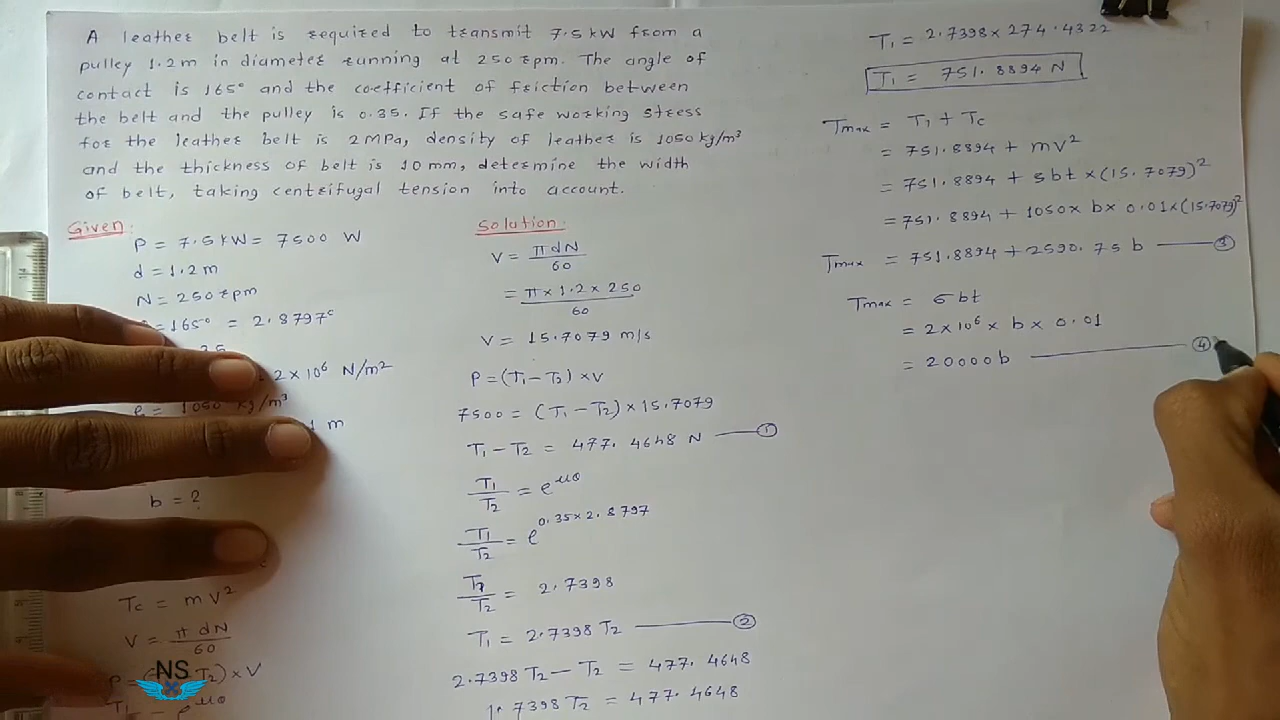 A leather belt is required to transmit 7.5 kW from a
pulley 1.2 m in diameter running at 250 rpm. The angle of
contact is 165° and the coefficient of friction between
the belt and the pulley is 0.35. If the safe working stress
for the leather belt is 2 MPa, density of leather is 1050 kg/m³
and the thickness of belt is 10 mm, determine the width
of belt, taking centrifugal tension into account.
Given:
P = 7.5 kW = 7500 W
d = 1.2 m
N = 250 rpm
= 165° = 2.8797ᶜ
2 × 10⁶ N/m²
1050 kg/m³
m
b = ?
Tc = mV²
V = πdN/60
P = T2) × V
T1 = e^μθ
NS
Solution:
V = πdN/60
= π × 1.2 × 250/60
V = 15.7079 m/s
P = (T1 - T2) × V
7500 = (T1 - T2) × 15.7079
T1 - T2 = 477.4648 N ——— ①
T1/T2 = e^μθ
T1/T2 = e^0.35×2.8797
T1/T2 = 2.7398
T1 = 2.7398 T2 ——— ②
2.7398 T2 - T2 = 477.4648
1.7398 T2 = 477.4648
T1 = 2.7398 × 274.4322
T1 = 751.8894 N
Tmax = T1 + Tc
= 751.8894 + mv²
= 751.8894 + ρbt × (15.7079)²
= 751.8894 + 1050 × b × 0.01 × (15.7079)²
Tmax = 751.8894 + 2590.75 b ——— ③
Tmax = σbt
= 2 × 10⁶ × b × 0.01
= 20000 b ——— ④